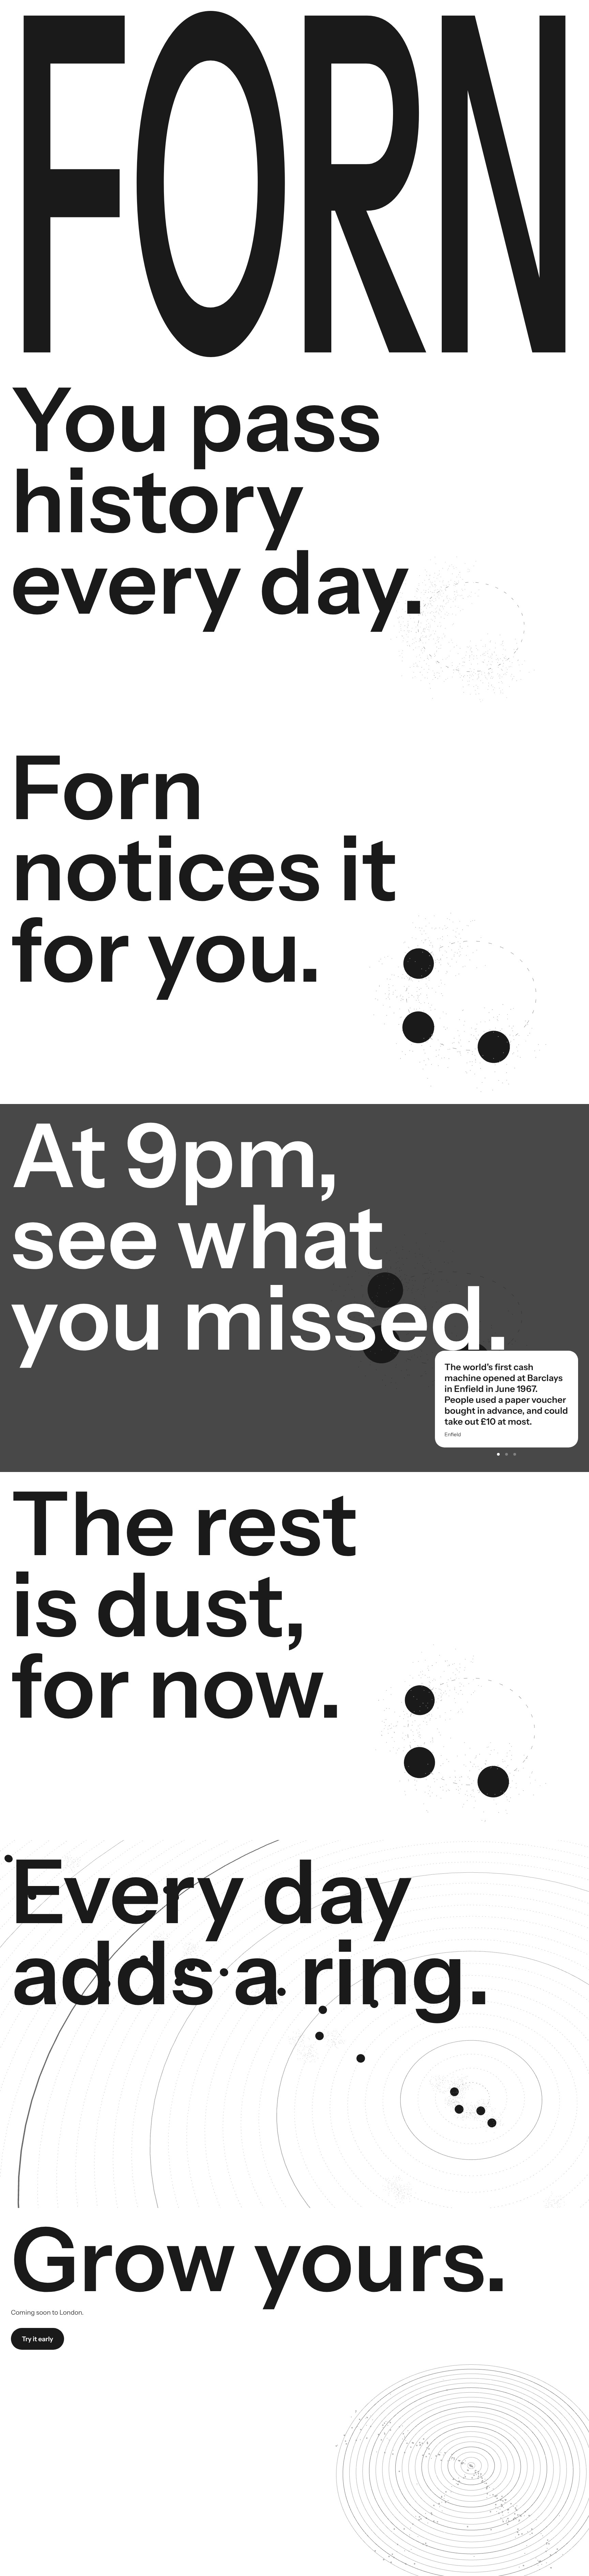 FORN
You pass
history
every day.
Forn
notices it
for you.
At 9pm,
see what
you missed.
The world's first cash
machine opened at Barclays
in Enfield in June 1967.
People used a paper voucher
bought in advance, and could
take out £10 at most.
Enfield
The rest
is dust,
for now.
Every day
adds a ring.
Grow yours.
Coming soon to London.
Try it early